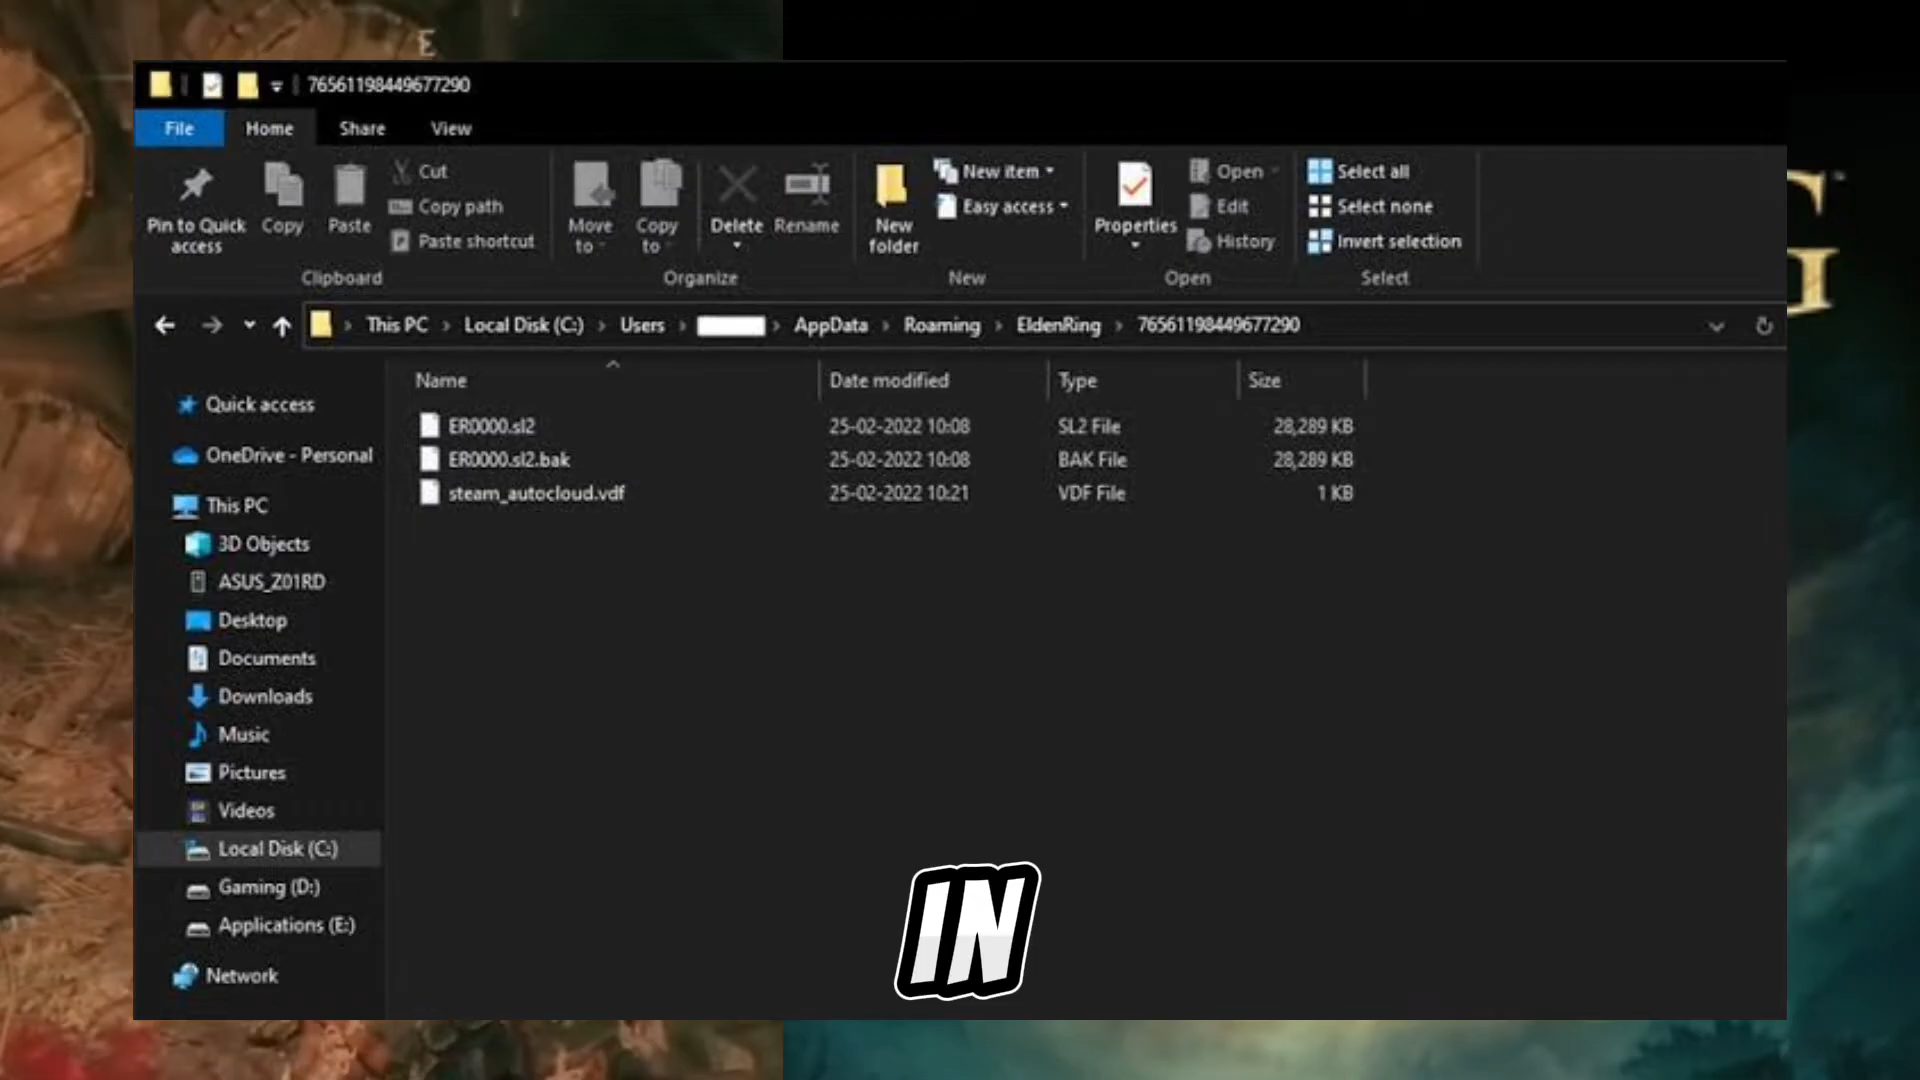 E
76561198449677290
File Home Share View
Pin to Quick access
Copy
Paste
Cut
Copy path
Paste shortcut
Clipboard
Move to
Copy to
Delete
Rename
Organize
New folder
New item
Easy access
New
Properties
Open
Edit
History
Open
Select all
Select none
Invert selection
Select
This PC › Local Disk (C:) › Users › › AppData › Roaming › EldenRing › 76561198449677290
Name Date modified Type Size
ER0000.sl2 25-02-2022 10:08 SL2 File 28,289 KB
ER0000.sl2.bak 25-02-2022 10:08 BAK File 28,289 KB
steam_autocloud.vdf 25-02-2022 10:21 VDF File 1 KB
Quick access
OneDrive - Personal
This PC
3D Objects
ASUS_Z01RD
Desktop
Documents
Downloads
Music
Pictures
Videos
Local Disk (C:)
Gaming (D:)
Applications (E:)
Network
IN
G